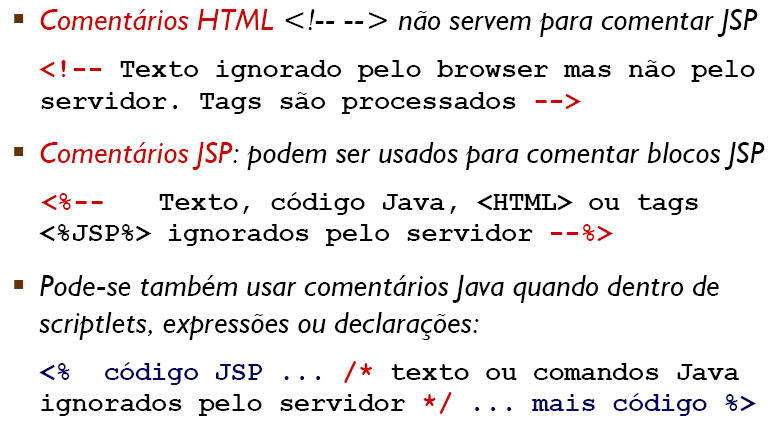 ▪ Comentários HTML <!-- --> não servem para comentar JSP
<!-- Texto ignorado pelo browser mas não pelo
servidor. Tags são processados -->
▪ Comentários JSP: podem ser usados para comentar blocos JSP
<%-- Texto, código Java, <HTML> ou tags
<%JSP%> ignorados pelo servidor --%>
▪ Pode-se também usar comentários Java quando dentro de
scriptlets, expressões ou declarações:
<% código JSP ... /* texto ou comandos Java
ignorados pelo servidor */ ... mais código %>